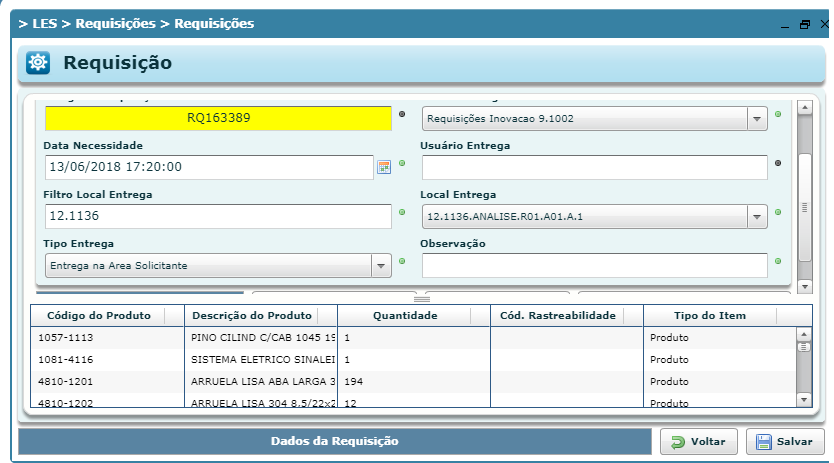 > LES > Requisições > Requisições
Requisição
RQ163389
Requisições Inovacao 9.1002
Data Necessidade
Usuário Entrega
13/06/2018 17:20:00
Filtro Local Entrega
Local Entrega
12.1136
12.1136.ANALISE.R01.A01.A.1
Tipo Entrega
Observação
Entrega na Area Solicitante
Código do Produto Descrição do Produto Quantidade Cód. Rastreabilidade Tipo do Item
1057-1113 PINO CILIND C/CAB 1045 19 1 Produto
1081-4116 SISTEMA ELETRICO SINALEI 1 Produto
4810-1201 ARRUELA LISA ABA LARGA 3 194 Produto
4810-1202 ARRUELA LISA 304 8.5/22x2 12 Produto
Dados da Requisição
Voltar
Salvar